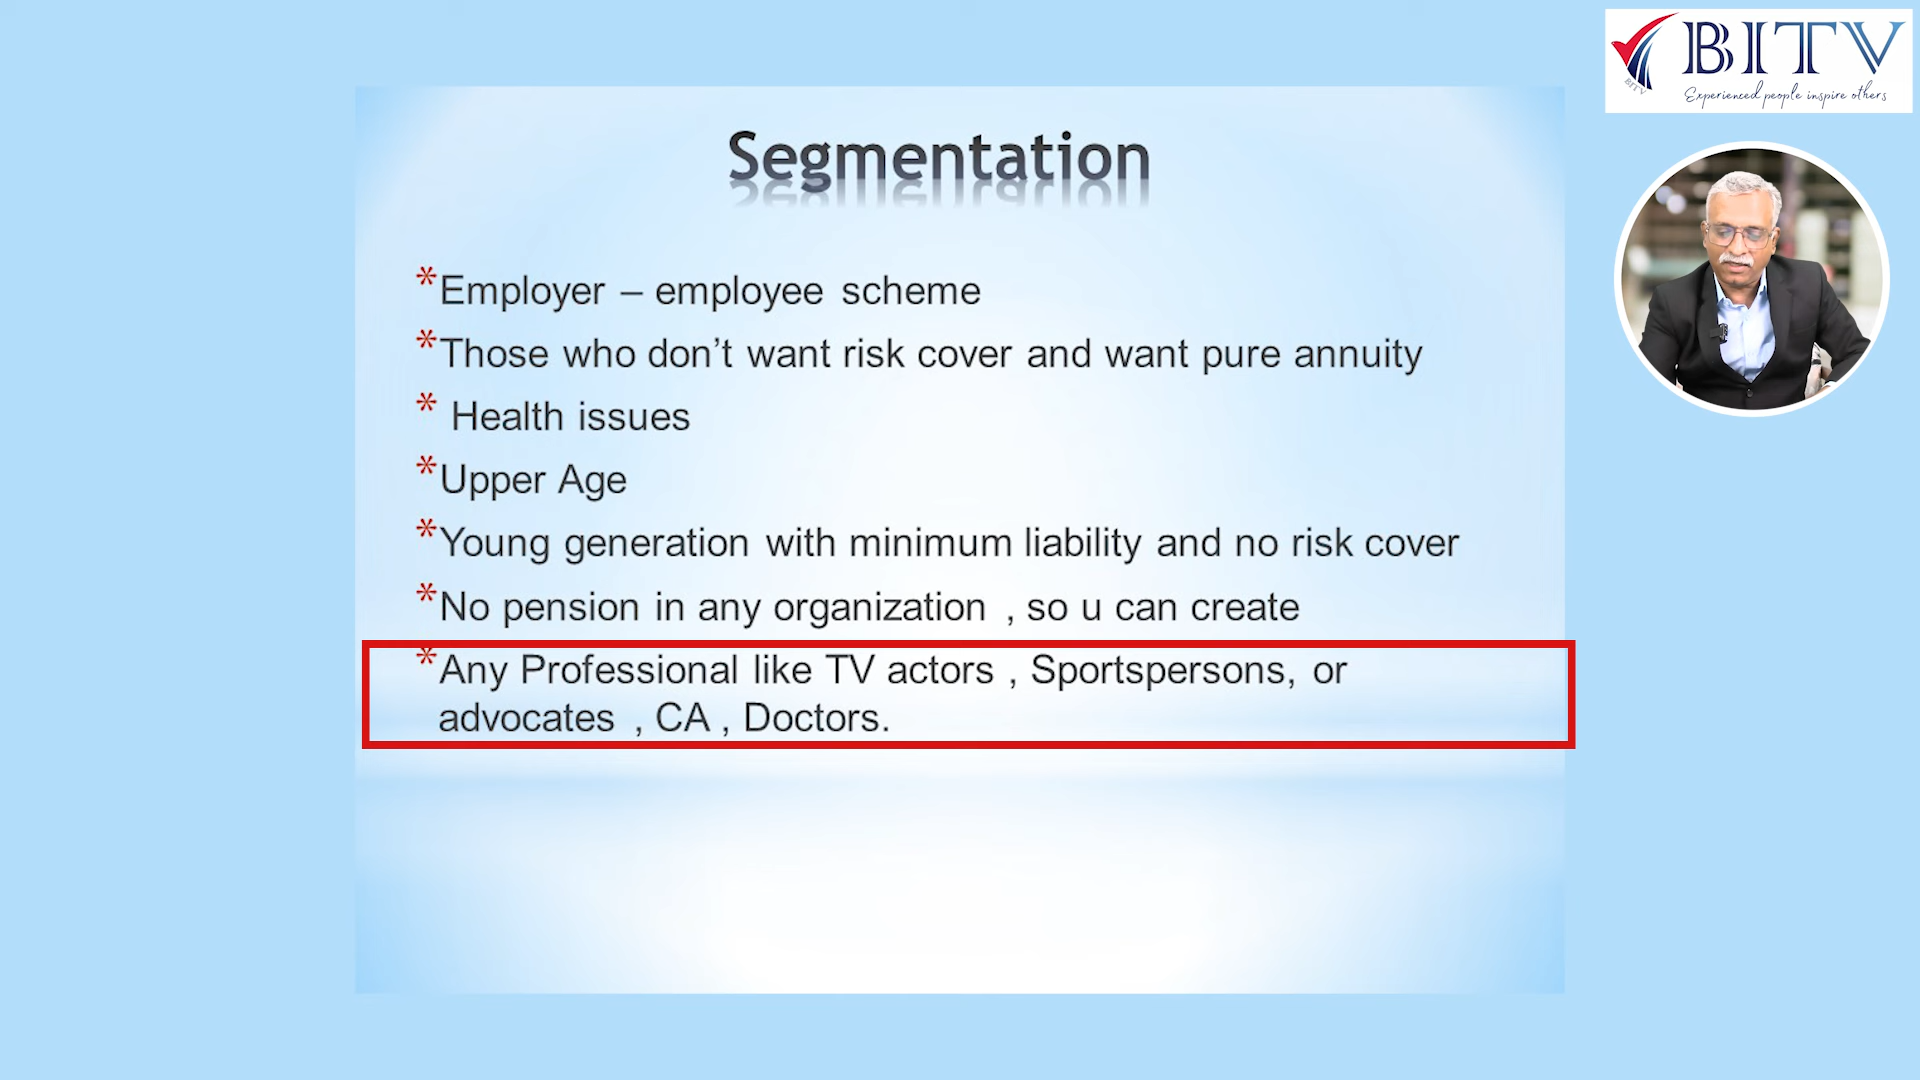 BITV
Experienced people inspire others
BITV
Segmentation
*Employer – employee scheme
*Those who don’t want risk cover and want pure annuity
* Health issues
*Upper Age
*Young generation with minimum liability and no risk cover
*No pension in any organization , so u can create
*Any Professional like TV actors , Sportspersons, or
advocates , CA , Doctors.